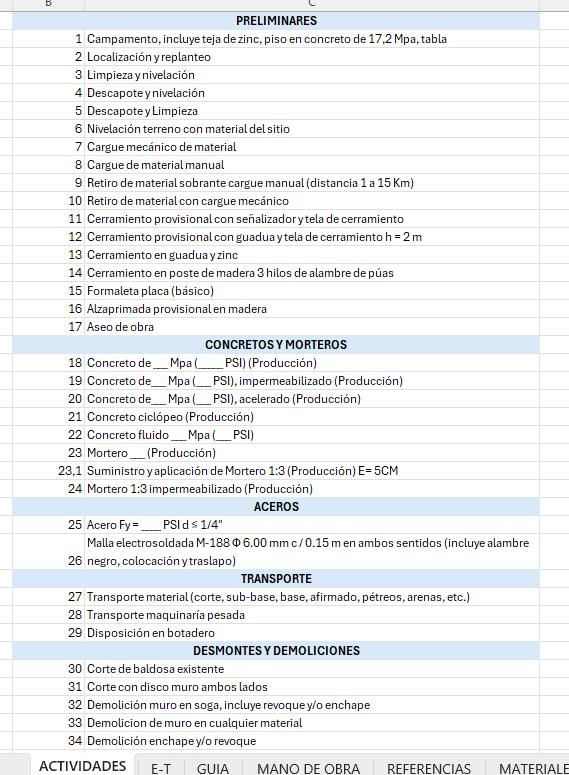 B C
PRELIMINARES
1 Campamento, incluye teja de zinc, piso en concreto de 17,2 Mpa, tabla
2 Localización y replanteo
3 Limpieza y nivelación
4 Descapote y nivelación
5 Descapote y Limpieza
6 Nivelación terreno con material del sitio
7 Cargue mecánico de material
8 Cargue de material manual
9 Retiro de material sobrante cargue manual (distancia 1 a 15 Km)
10 Retiro de material con cargue mecánico
11 Cerramiento provisional con señalizador y tela de cerramiento
12 Cerramiento provisional con guadua y tela de cerramiento h = 2 m
13 Cerramiento en guadua y zinc
14 Cerramiento en poste de madera 3 hilos de alambre de púas
15 Formaleta placa (básico)
16 Alzaprimada provisional en madera
17 Aseo de obra
CONCRETOS Y MORTEROS
18 Concreto de ___ Mpa (_____ PSI) (Producción)
19 Concreto de___ Mpa (___ PSI), impermeabilizado (Producción)
20 Concreto de___ Mpa (___ PSI), acelerado (Producción)
21 Concreto ciclópeo (Producción)
22 Concreto fluido ___ Mpa (___ PSI)
23 Mortero ___ (Producción)
23,1 Suministro y aplicación de Mortero 1:3 (Producción) E= 5CM
24 Mortero 1:3 impermeabilizado (Producción)
ACEROS
25 Acero Fy = ____ PSI d ≤ 1/4"
Malla electrosoldada M-188 Φ 6.00 mm c / 0.15 m en ambos sentidos (incluye alambre
26 negro, colocación y traslapo)
TRANSPORTE
27 Transporte material (corte, sub-base, base, afirmado, pétreos, arenas, etc.)
28 Transporte maquinaría pesada
29 Disposición en botadero
DESMONTES Y DEMOLICIONES
30 Corte de baldosa existente
31 Corte con disco muro ambos lados
32 Demolición muro en soga, incluye revoque y/o enchape
33 Demolicion de muro en cualquier material
34 Demolición enchape y/o revoque
ACTIVIDADES E-T GUIA MANO DE OBRA REFERENCIAS MATERIALE